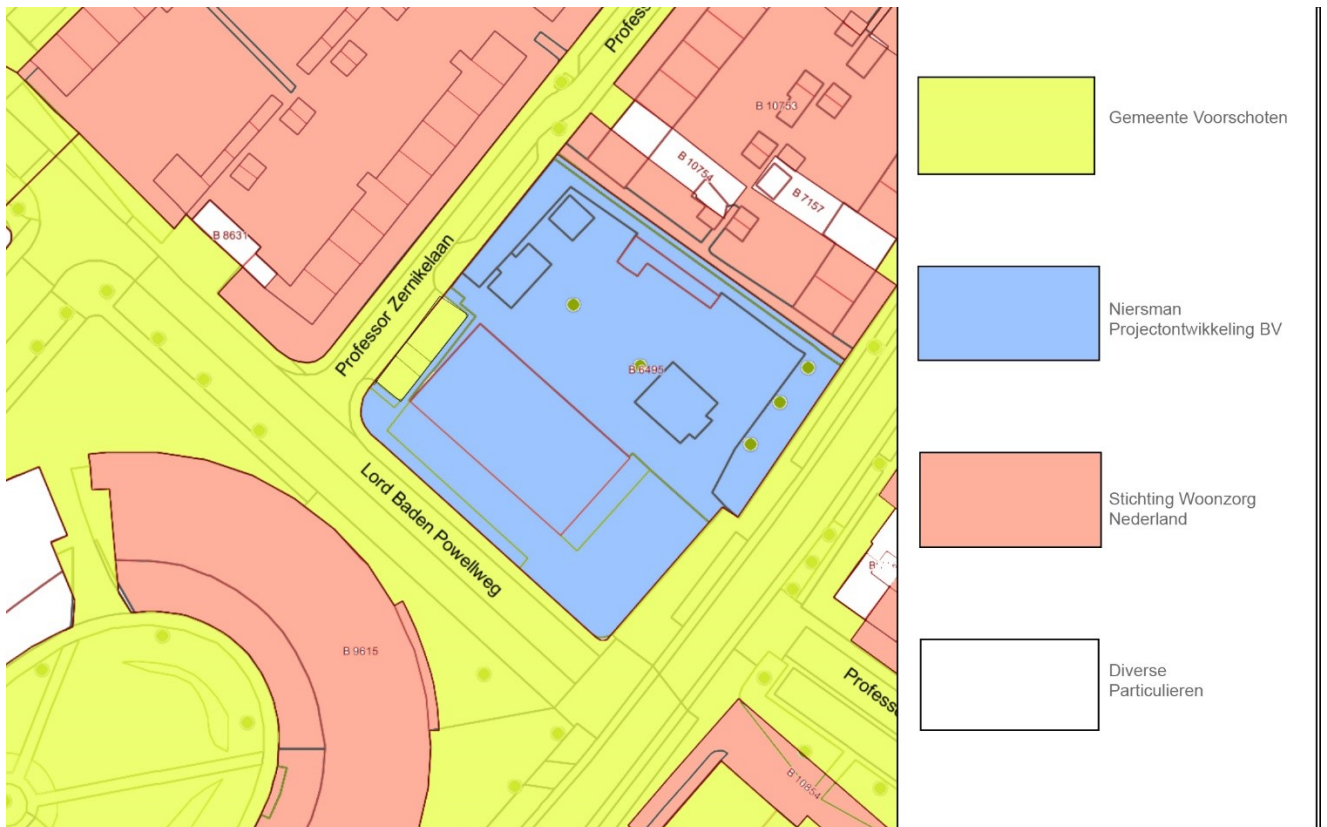 Profess
B 10753
B 10754
B 7157
B 8631
Professor Zernikelaan
B 6495
Lord Baden Powellweg
B 9615
Profess
B 10854
Gemeente Voorschoten
Niersman
Projectontwikkeling BV
Stichting Woonzorg
Nederland
Diverse
Particulieren